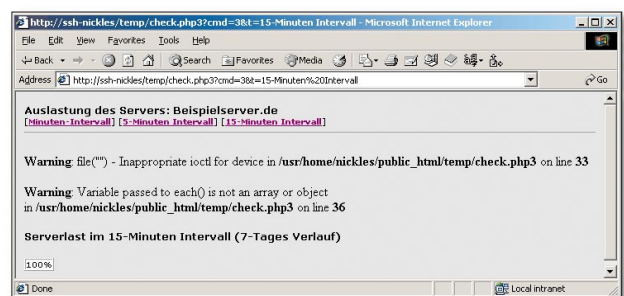 http://ssh-nickles/temp/check.php3?cmd=3&t=15-Minuten Intervall - Microsoft Internet Explorer
File Edit View Favorites Tools Help
Back Search Favorites Media
Address http://ssh-nickles/temp/check.php3?cmd=3&t=15-Minuten%20Intervall Go
Auslastung des Servers: Beispielserver.de
[Minuten-Intervall] [5-Minuten Intervall] [15-Minuten Intervall]
Warning: file("") - Inappropriate ioctl for device in /usr/home/nickles/public_html/temp/check.php3 on line 33
Warning: Variable passed to each() is not an array or object
in /usr/home/nickles/public_html/temp/check.php3 on line 36
Serverlast im 15-Minuten Intervall (7-Tages Verlauf)
100%
Done Local intranet